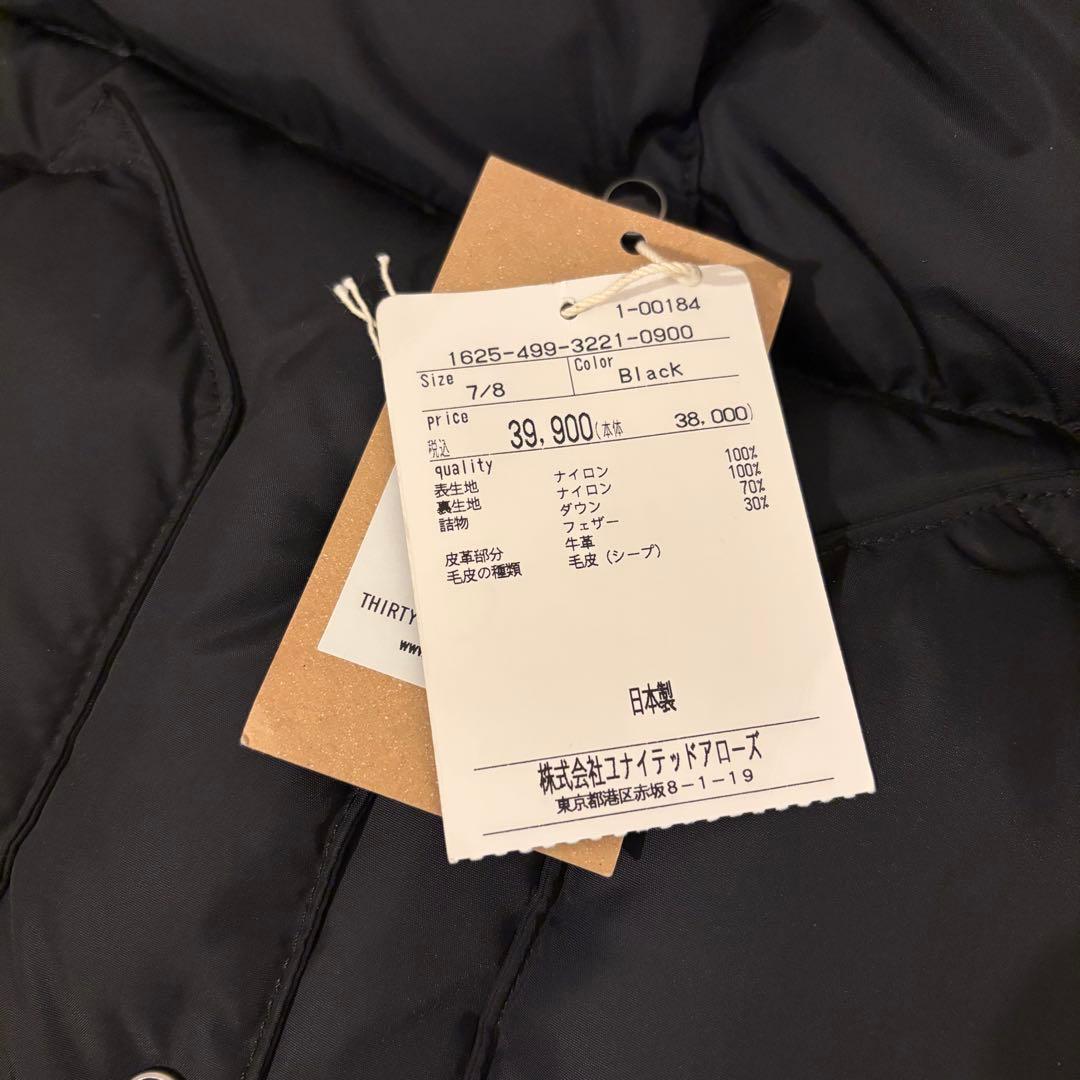 1-00184
1625-499-3221-0900
Size 7/8 Color Black
price
税込 39,900(本体 38,000)
quality
表生地 ナイロン 100%
裏生地 ナイロン 100%
詰物 ダウン 70%
フェザー 30%
皮革部分 牛革
毛皮の種類 毛皮(シープ)
日本製
株式会社ユナイテッドアローズ
東京都港区赤坂8-1-19
THIRTY
www